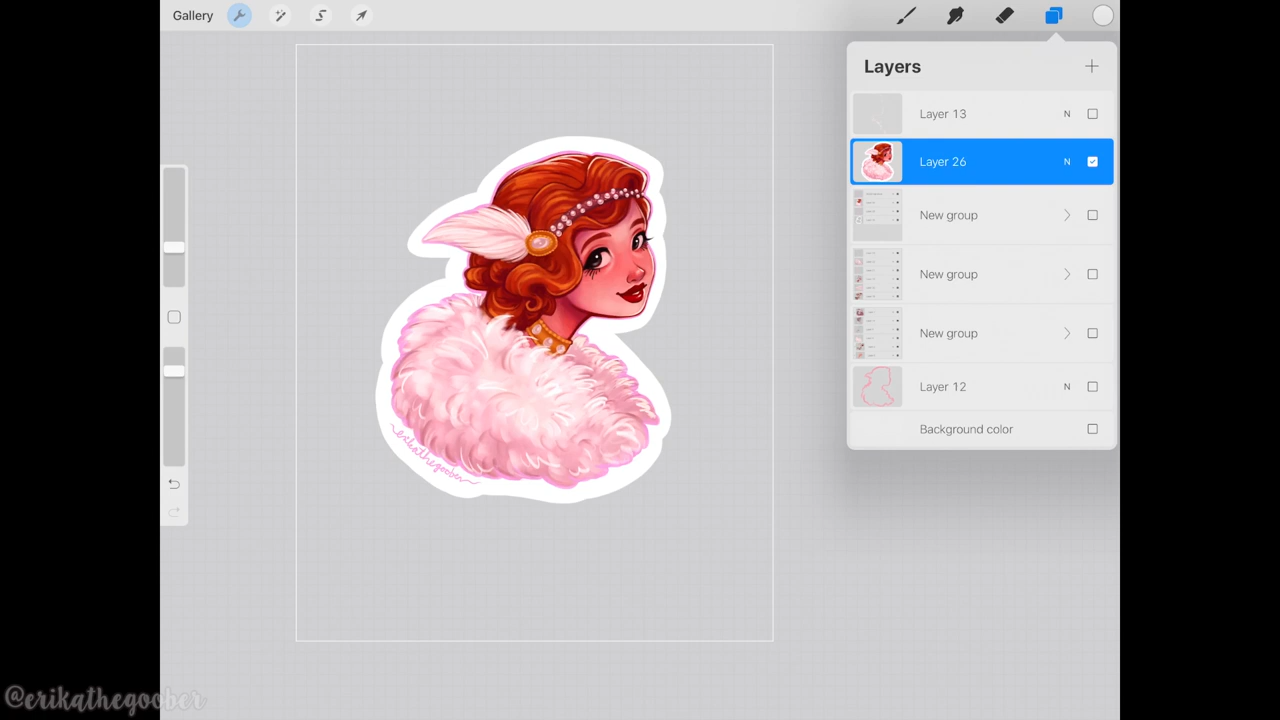 Gallery
Layers
Layer 13 N
Layer 26 N
New group
New group
New group
Layer 12 N
Background color
~erikathegoober~
@erikathegoober